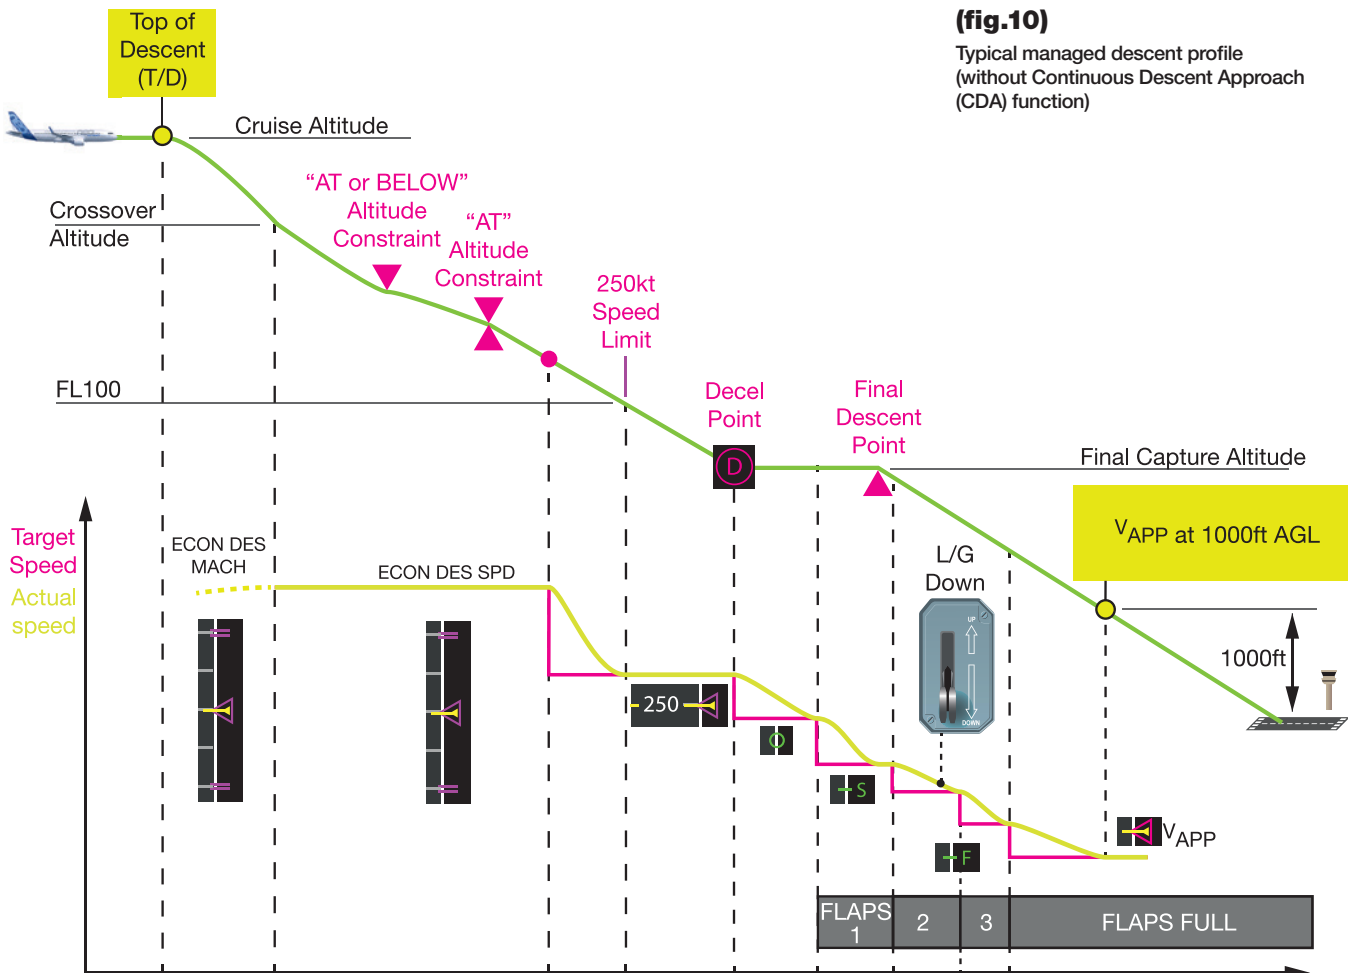 (fig.10)
Typical managed descent profile
(without Continuous Descent Approach
(CDA) function)
Top of
Descent
(T/D)
Cruise Altitude
Crossover
Altitude
“AT or BELOW”
Altitude
Constraint
“AT”
Altitude
Constraint
250kt
Speed
Limit
FL100
Decel
Point
D
Final
Descent
Point
Final Capture Altitude
VAPP at 1000ft AGL
1000ft
Target
Speed
Actual
speed
ECON DES
MACH
ECON DES SPD
L/G
Down
UP
DOWN
250
O
S
F
VAPP
FLAPS
1
2
3
FLAPS FULL